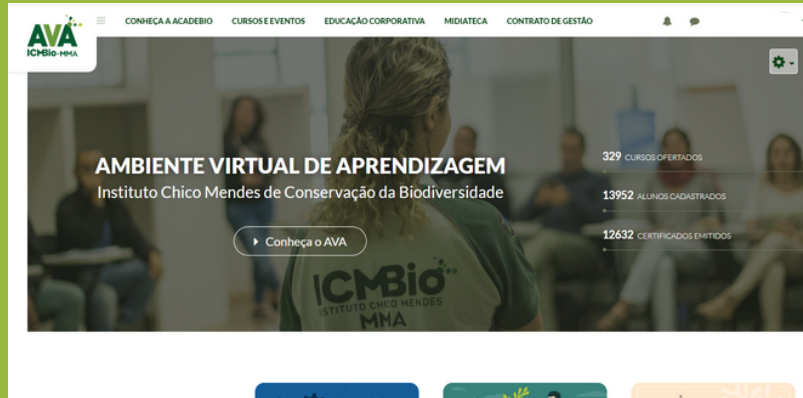 AVA
ICMBio-MMA
CONHEÇA A ACADEBIO CURSOS E EVENTOS EDUCAÇÃO CORPORATIVA MIDIATECA CONTRATO DE GESTÃO
AMBIENTE VIRTUAL DE APRENDIZAGEM
Instituto Chico Mendes de Conservação da Biodiversidade
Conheça o AVA
329 CURSOS OFERTADOS
13952 ALUNOS CADASTRADOS
12632 CERTIFICADOS EMITIDOS
ICMBio
INSTITUTO CHICO MENDES
MMA